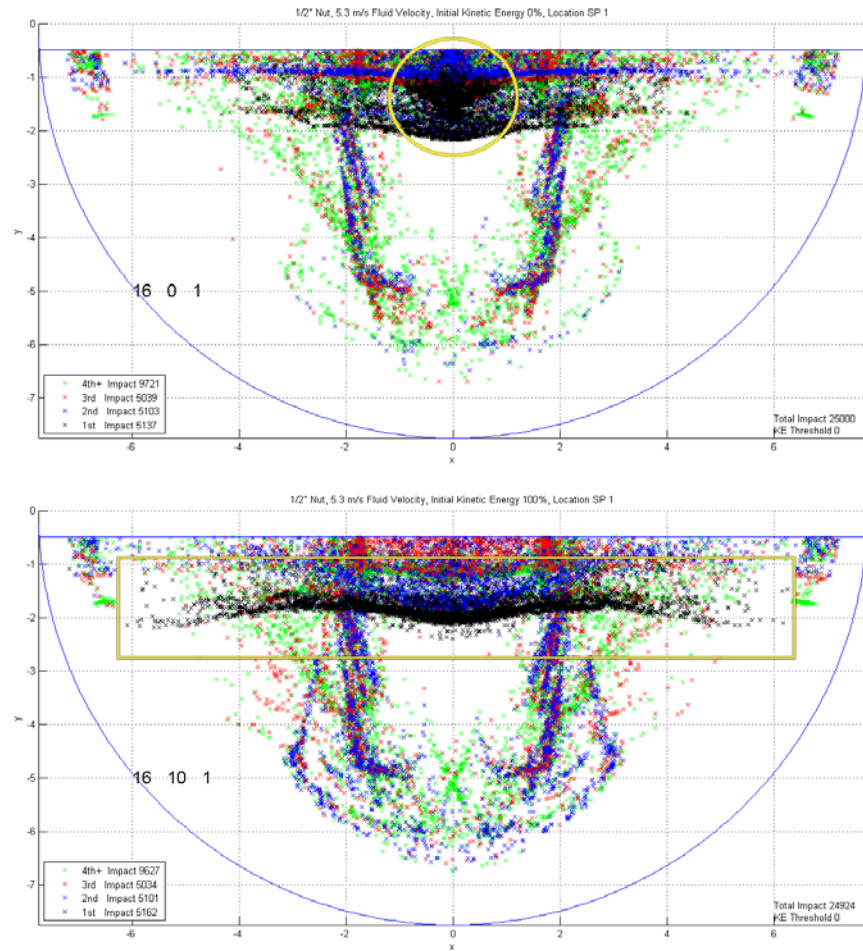 1/2" Nut, 5.3 m/s Fluid Velocity, Initial Kinetic Energy 0%, Location SP 1
0
-1
-2
-3
-4
-5
-6
-7
y
16 0 1
4th+ Impact 9721
3rd Impact 5039
2nd Impact 5103
1st Impact 5137
Total Impact 25000
KE Threshold 0
-6
-4
-2
0
2
4
6
x
1/2" Nut, 5.3 m/s Fluid Velocity, Initial Kinetic Energy 100%, Location SP 1
0
-1
-2
-3
-4
-5
-6
-7
y
16 10 1
4th+ Impact 9627
3rd Impact 5034
2nd Impact 5101
1st Impact 5162
Total Impact 24924
KE Threshold 0
-6
-4
-2
0
2
4
6
x